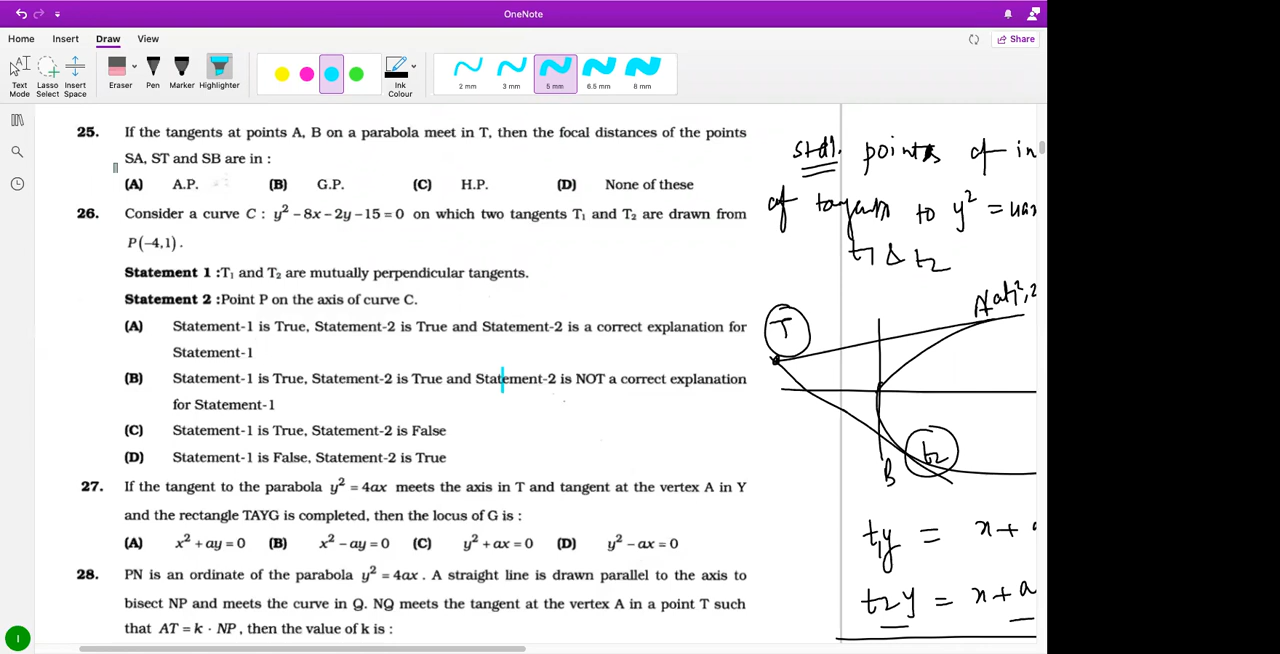 OneNote
Home Insert Draw View
Share
Text Mode
Lasso Select
Insert Space
Eraser
Pen
Marker
Highlighter
Ink Colour
2 mm
3 mm
5 mm
6.5 mm
8 mm
25. If the tangents at points A, B on a parabola meet in T, then the focal distances of the points
SA, ST and SB are in :
(A) A.P. (B) G.P. (C) H.P. (D) None of these
26. Consider a curve C : y² − 8x − 2y − 15 = 0 on which two tangents T₁ and T₂ are drawn from
P(−4,1).
Statement 1 :T₁ and T₂ are mutually perpendicular tangents.
Statement 2 :Point P on the axis of curve C.
(A) Statement-1 is True, Statement-2 is True and Statement-2 is a correct explanation for
Statement-1
(B) Statement-1 is True, Statement-2 is True and Statement-2 is NOT a correct explanation
for Statement-1
(C) Statement-1 is True, Statement-2 is False
(D) Statement-1 is False, Statement-2 is True
27. If the tangent to the parabola y² = 4ax meets the axis in T and tangent at the vertex A in Y
and the rectangle TAYG is completed, then the locus of G is :
(A) x² + ay = 0 (B) x² − ay = 0 (C) y² + ax = 0 (D) y² − ax = 0
28. PN is an ordinate of the parabola y² = 4ax . A straight line is drawn parallel to the axis to
bisect NP and meets the curve in Q. NQ meets the tangent at the vertex A in a point T such
that AT = k · NP, then the value of k is :
std. points of in
of tangents to y² = 4ax
t₁ & t₂
A at₁², 2
T
t₂
B
t₁y = x + a
t₂y = x + a
I